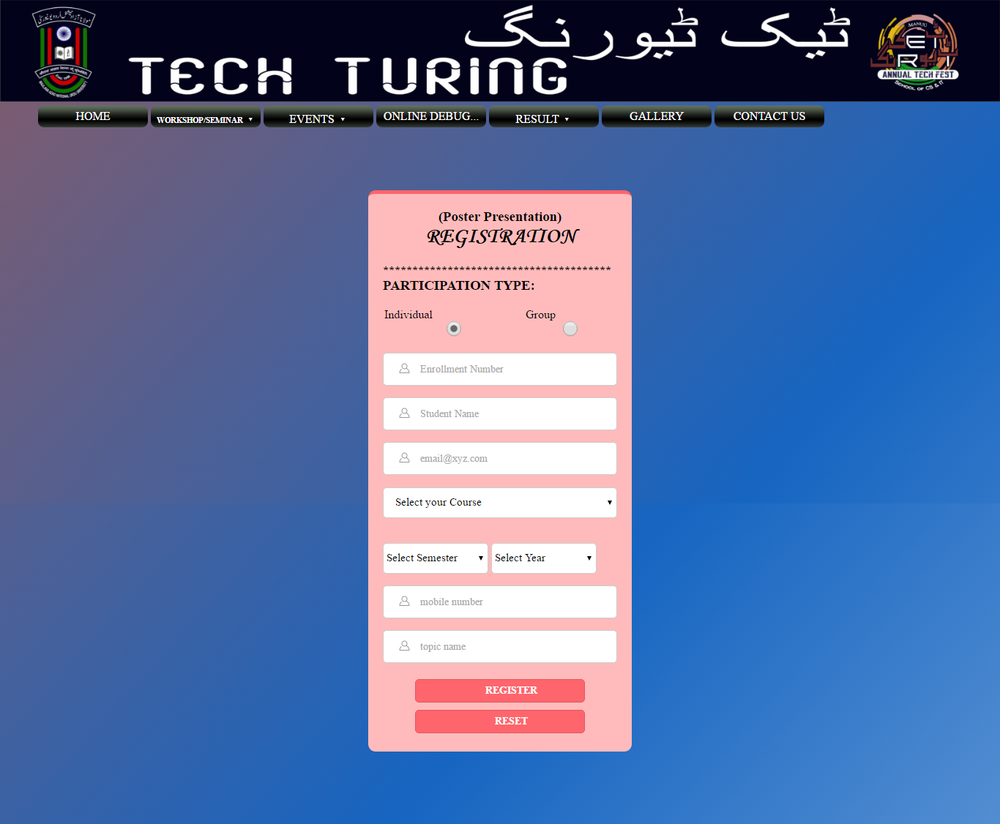 ٹیک ٹیورنگ
TECH TURING
MANUU
ANNUAL TECH FEST
SCHOOL OF CS & IT
HOME
WORKSHOP/SEMINAR ▼
EVENTS ▼
ONLINE DEBUG...
RESULT ▼
GALLERY
CONTACT US
(Poster Presentation)
REGISTRATION
***************************************
PARTICIPATION TYPE:
Individual Group
Enrollment Number
Student Name
email@xyz.com
Select your Course
Select Semester Select Year
mobile number
topic name
REGISTER
RESET